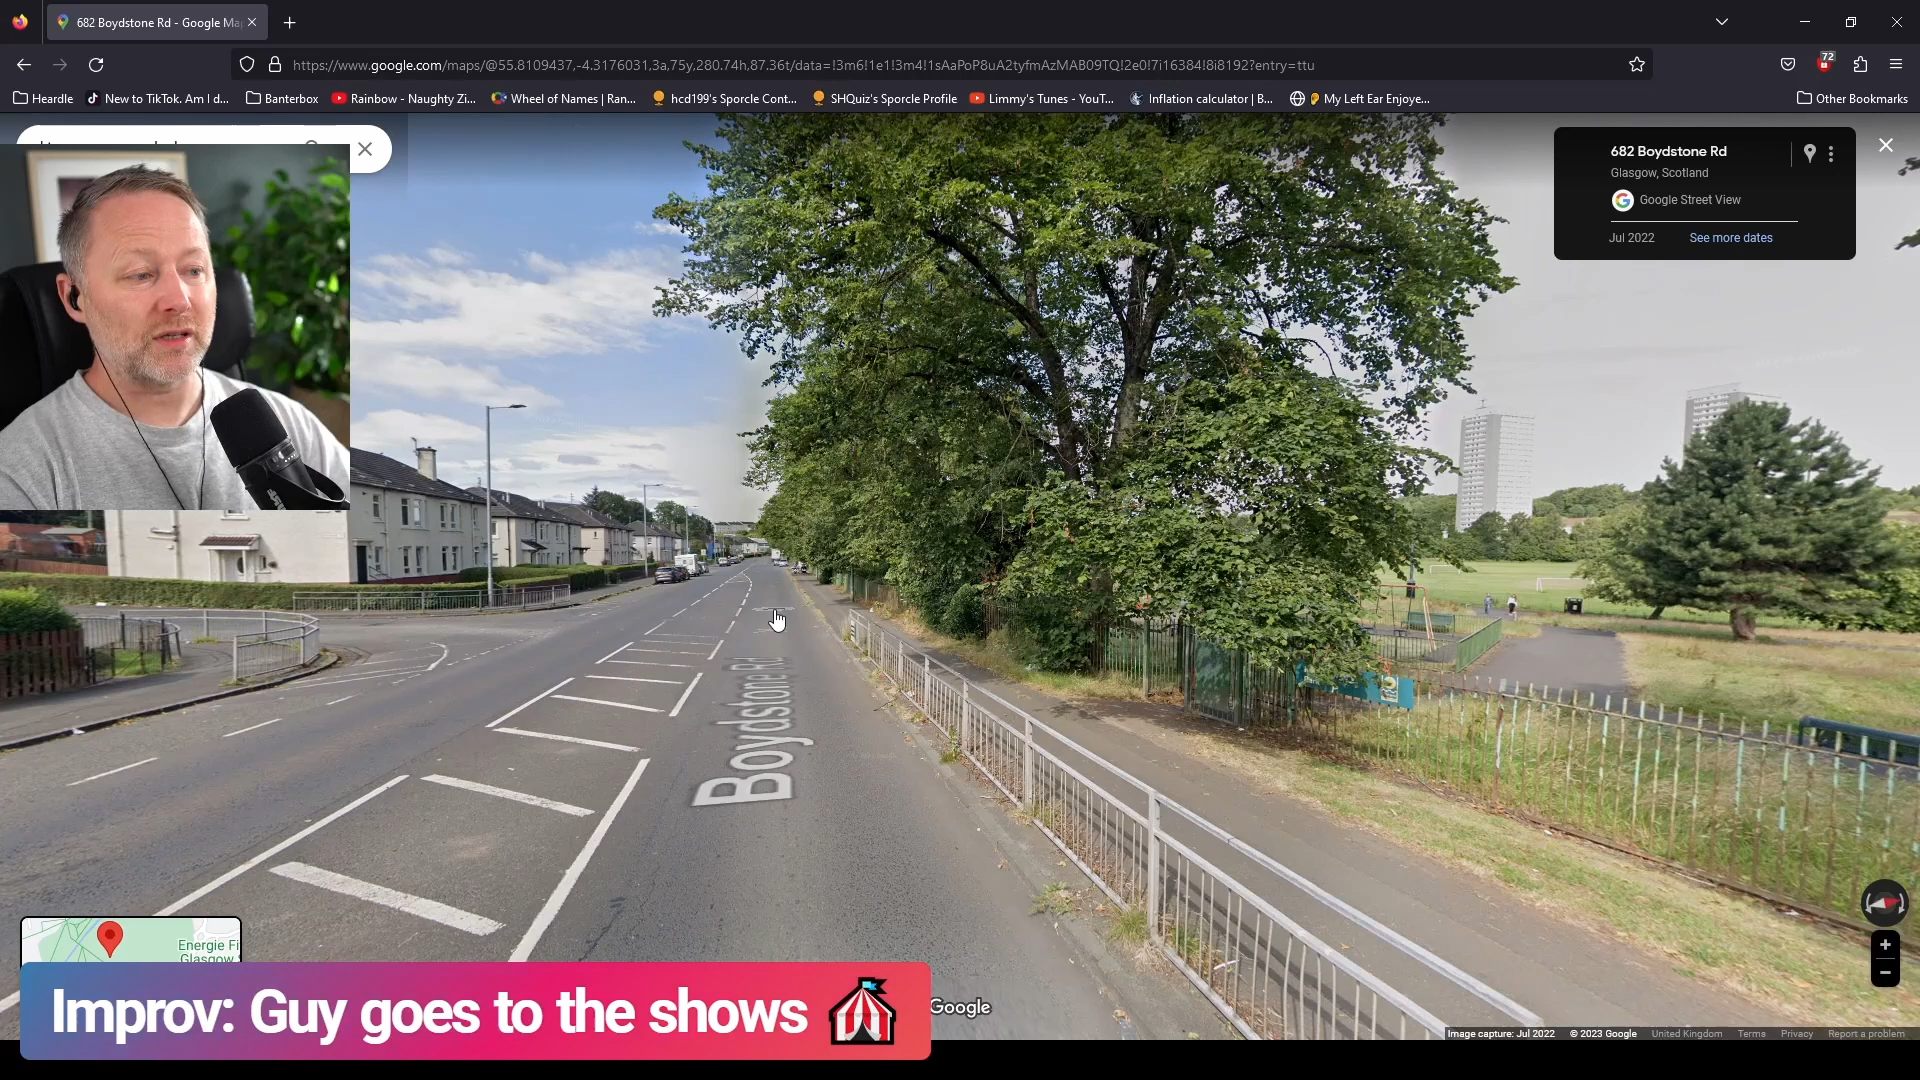 682 Boydstone Rd - Google Ma
https://www.google.com/maps/@55.8109437,-4.3176031,3a,75y,280.74h,87.36t/data=!3m6!1e1!3m4!1sAaPoP8uA2tyfmAzMAB09TQ!2e0!7i16384!8i8192?entry=ttu
72
Heardle
New to TikTok. Am I d...
Banterbox
Rainbow - Naughty Zi...
Wheel of Names | Ran...
hcd199's Sporcle Cont...
SHQuiz's Sporcle Profile
Limmy's Tunes - YouT...
Inflation calculator | B...
My Left Ear Enjoye...
Other Bookmarks
682 Boydstone Rd
Glasgow, Scotland
Google Street View
Jul 2022
See more dates
Boydstone Rd
Energie Fi
Glasgow
Improv: Guy goes to the shows
Google
Image capture: Jul 2022
© 2023 Google
United Kingdom
Terms
Privacy
Report a problem